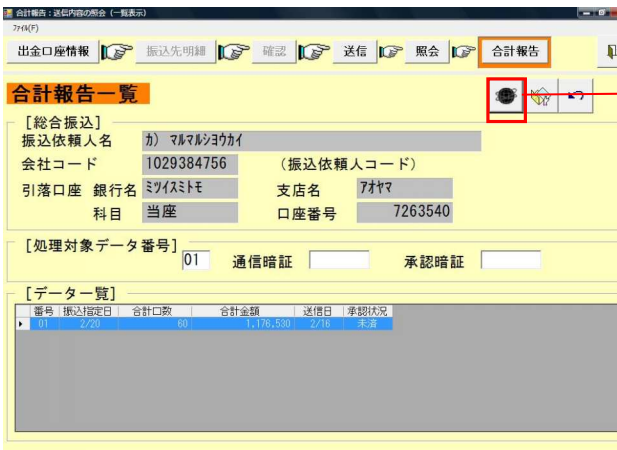 合計報告：送信内容の照会（一覧表示）
ﾌｧｲﾙ(F)
出金口座情報 振込先明細 確認 送信 照会 合計報告
合計報告一覧
[総合振込]
振込依頼人名 カ）マルマルシヨウカイ
会社コード 1029384756 （振込依頼人コード）
引落口座 銀行名 ミツイスミトモ 支店名 アオヤマ
科目 当座 口座番号 7263540
[処理対象データ番号]
01 通信暗証 承認暗証
[データ一覧]
番号 振込指定日 合計口数 合計金額 送信日 承認状況
01 2/20 60 1,176,530 2/16 未済